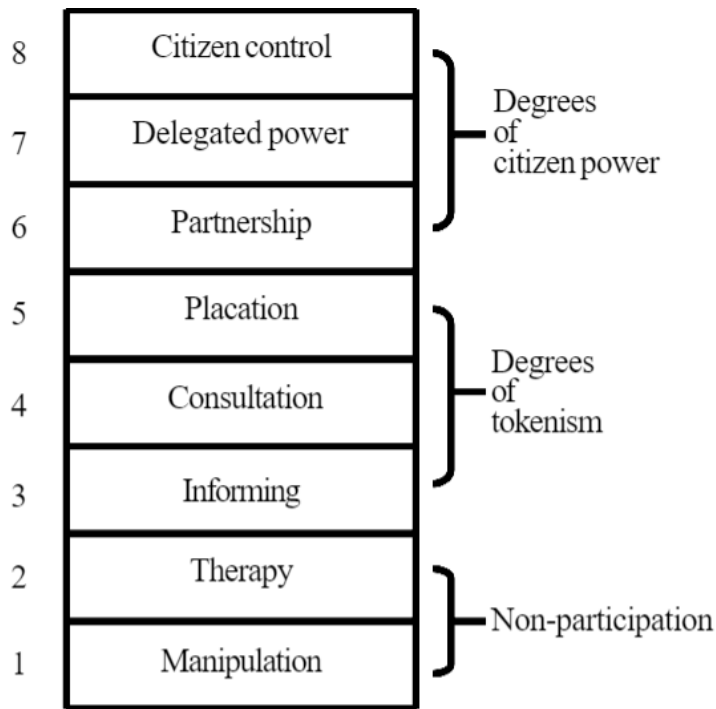 8 Citizen control
7 Delegated power
Degrees
of
citizen power
6 Partnership
5 Placation
4 Consultation
Degrees
of
tokenism
3 Informing
2 Therapy
Non-participation
1 Manipulation